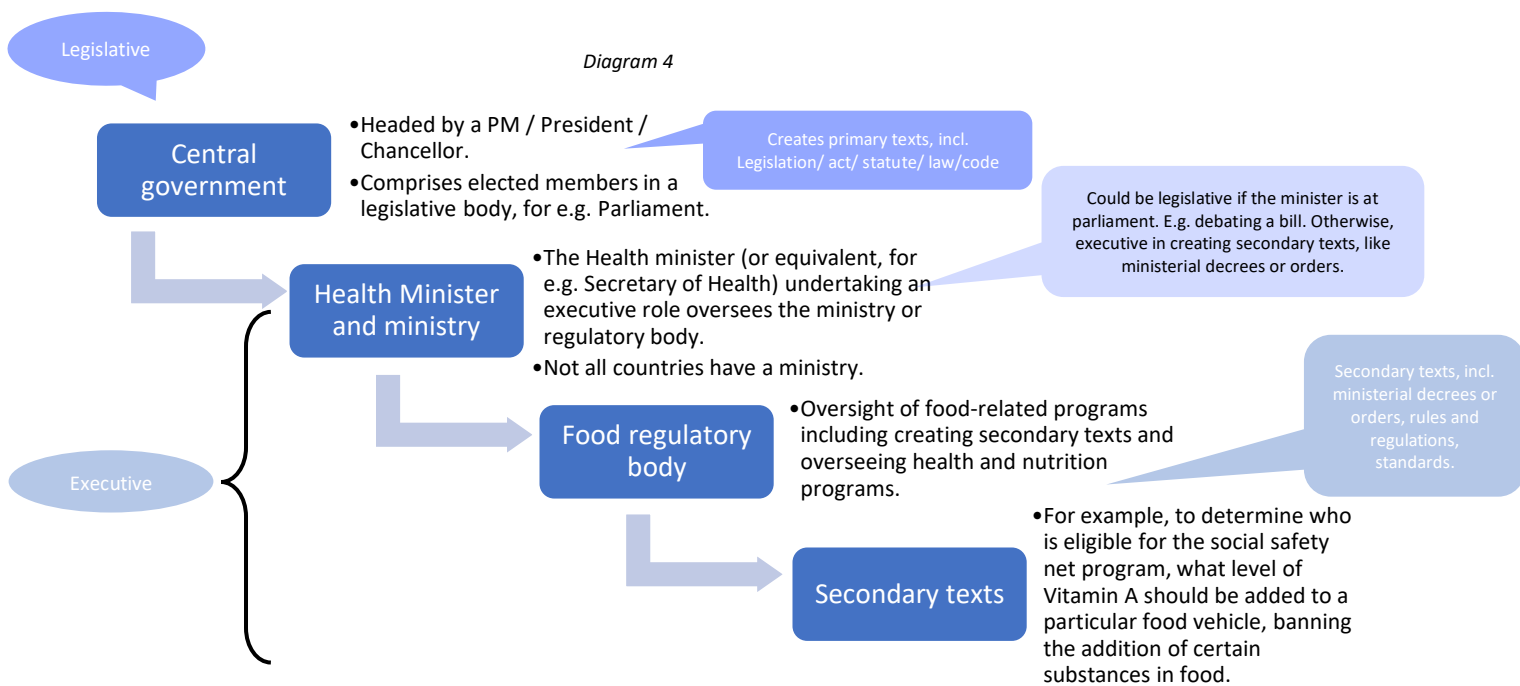 Legislative
Diagram 4
Central
government
•Headed by a PM / President /
Chancellor.
•Comprises elected members in a
legislative body, for e.g. Parliament.
Creates primary texts, incl.
Legislation/ act/ statute/ law/code
Could be legislative if the minister is at
parliament. E.g. debating a bill. Otherwise,
executive in creating secondary texts, like
ministerial decrees or orders.
Health Minister
and ministry
•The Health minister (or equivalent, for
e.g. Secretary of Health) undertaking an
executive role oversees the ministry or
regulatory body.
•Not all countries have a ministry.
Secondary texts, incl.
ministerial decrees or
orders, rules and
regulations,
standards.
Food regulatory
body
•Oversight of food-related programs
including creating secondary texts and
overseeing health and nutrition
programs.
Executive
Secondary texts
•For example, to determine who
is eligible for the social safety
net program, what level of
Vitamin A should be added to a
particular food vehicle, banning
the addition of certain
substances in food.